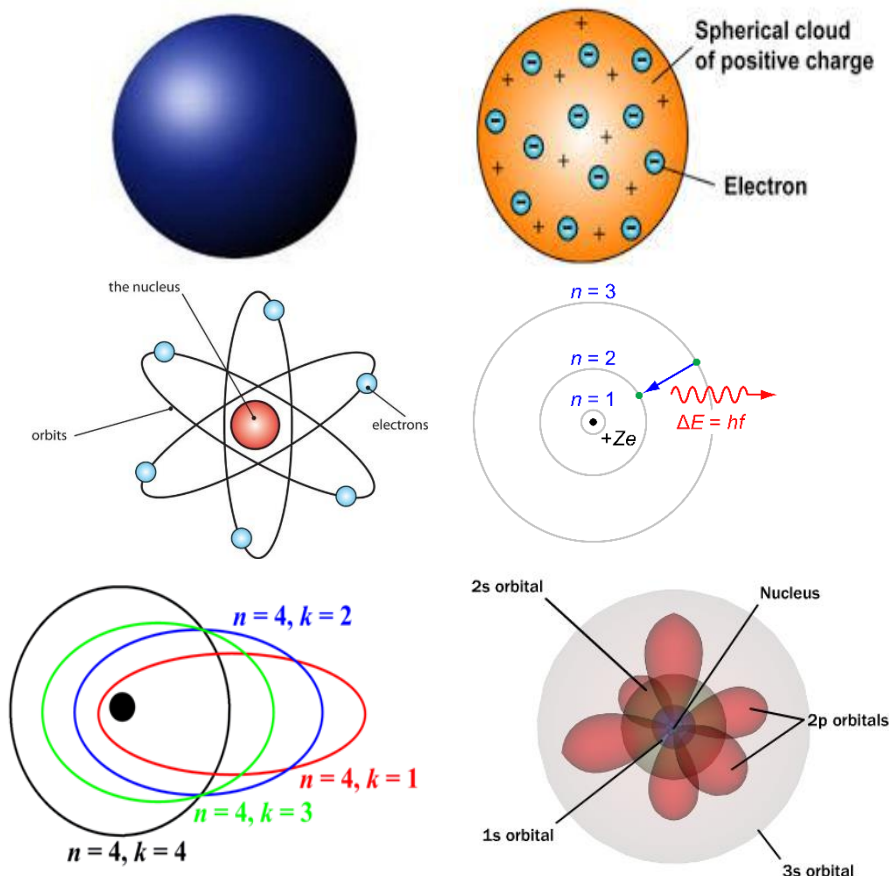 Spherical cloud
of positive charge
Electron
the nucleus
orbits
electrons
n = 3
n = 2
n = 1
+Ze
ΔE = hf
n = 4, k = 2
n = 4, k = 1
n = 4, k = 3
n = 4, k = 4
2s orbital
Nucleus
2p orbitals
1s orbital
3s orbital